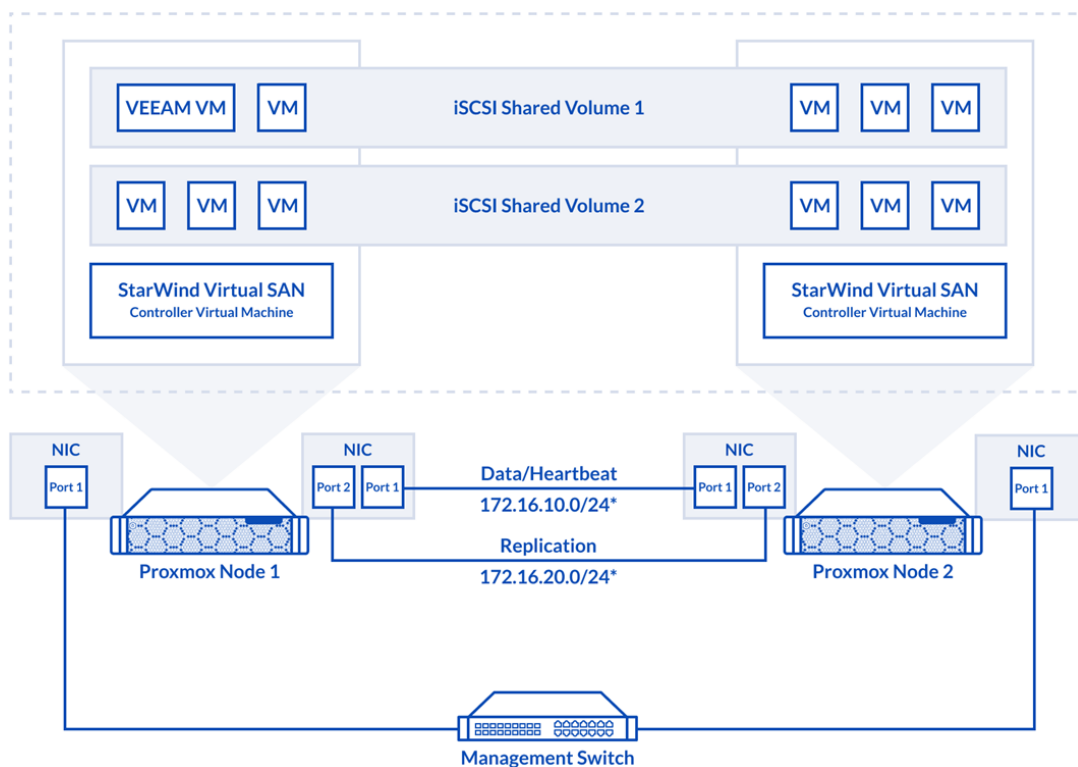 VEEAM VM
VM
iSCSI Shared Volume 1
VM
VM
VM
VM
VM
VM
iSCSI Shared Volume 2
VM
VM
VM
StarWind Virtual SAN
Controller Virtual Machine
StarWind Virtual SAN
Controller Virtual Machine
NIC
Port 1
NIC
Port 2
Port 1
Data/Heartbeat
172.16.10.0/24*
Replication
172.16.20.0/24*
NIC
Port 1
Port 2
NIC
Port 1
Proxmox Node 1
Proxmox Node 2
Management Switch